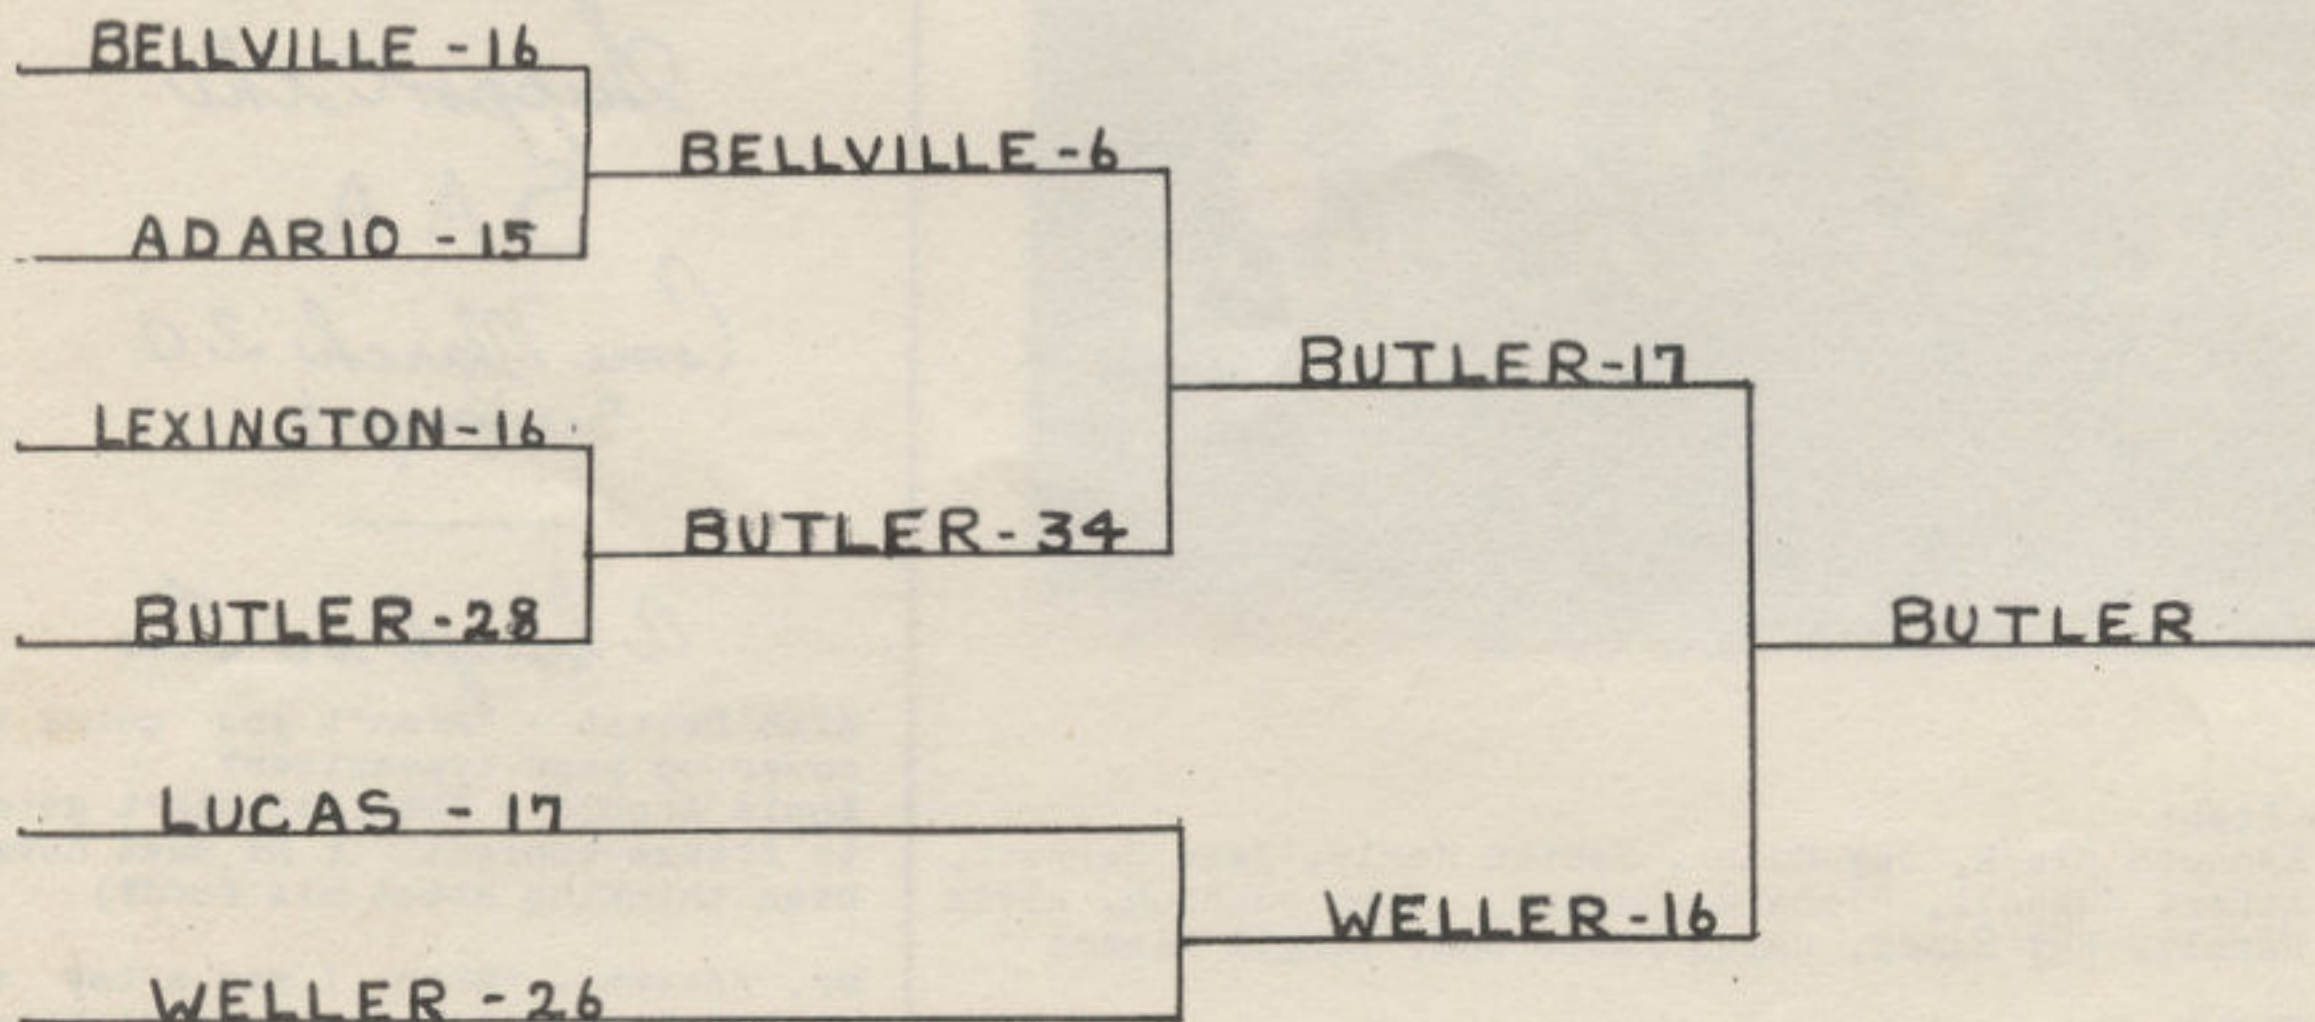 BELLVILLE - 16
BELLVILLE - 6
ADARIO - 15
BUTLER - 17
LEXINGTON - 16
BUTLER - 34
BUTLER - 28
BUTLER
LUCAS - 17
WELLER - 16
WELLER - 26